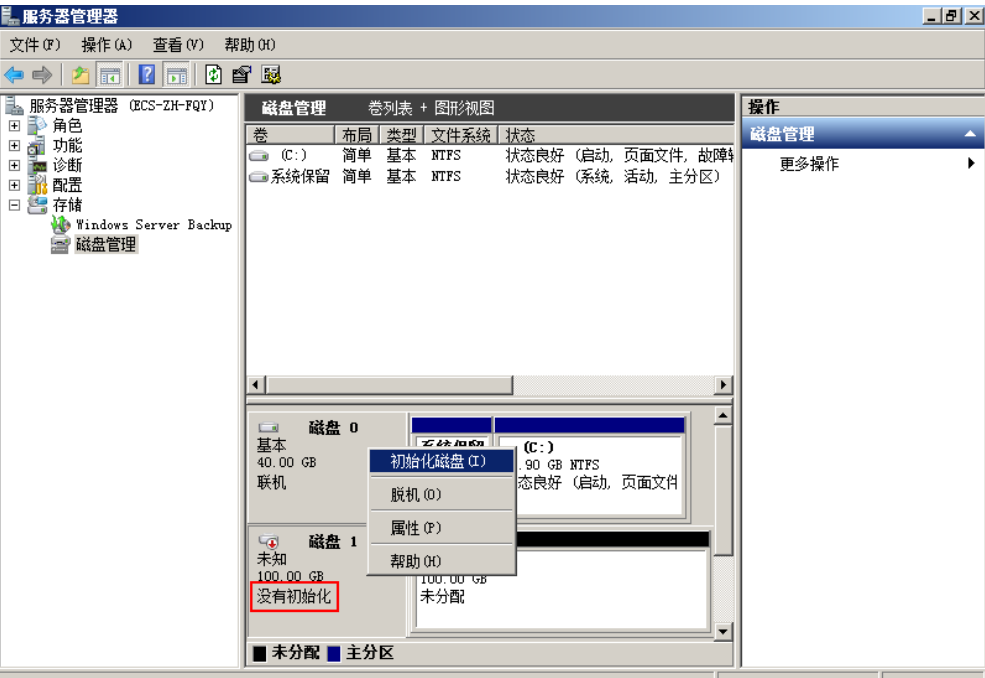 服务器管理器
文件(F) 操作(A) 查看(V) 帮助(H)
服务器管理器 (ECS-ZH-FQY)
角色
功能
诊断
配置
存储
Windows Server Backup
磁盘管理
磁盘管理 卷列表 + 图形视图
卷 布局 类型 文件系统 状态
(C:) 简单 基本 NTFS 状态良好 (启动, 页面文件, 故障
系统保留 简单 基本 NTFS 状态良好 (系统, 活动, 主分区)
磁盘 0
基本
40.00 GB
联机
系统保留
(C:)
.90 GB NTFS
态良好 (启动, 页面文件
初始化磁盘(I)
脱机(O)
属性(P)
帮助(H)
磁盘 1
未知
100.00 GB
没有初始化
100.00 GB
未分配
未分配 主分区
操作
磁盘管理
更多操作